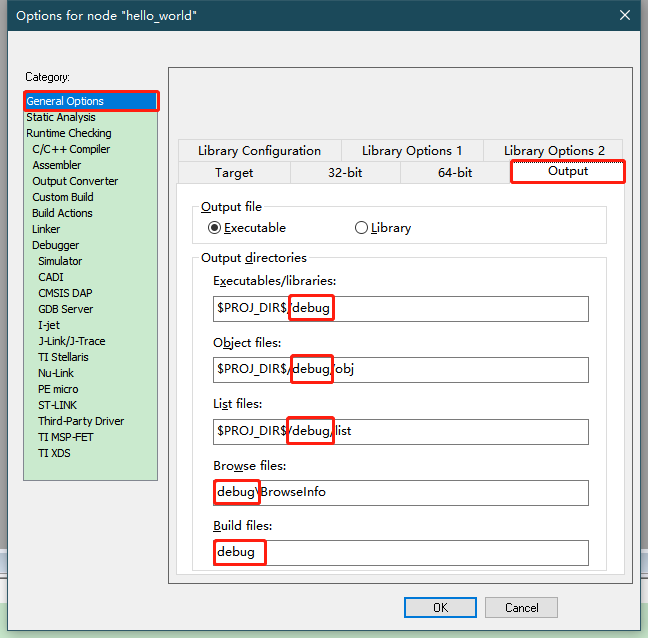 Options for node "hello_world"
Category:
General Options
Static Analysis
Runtime Checking
C/C++ Compiler
Assembler
Output Converter
Custom Build
Build Actions
Linker
Debugger
Simulator
CADI
CMSIS DAP
GDB Server
I-jet
J-Link/J-Trace
TI Stellaris
Nu-Link
PE micro
ST-LINK
Third-Party Driver
TI MSP-FET
TI XDS
Library Configuration
Library Options 1
Library Options 2
Target
32-bit
64-bit
Output
Output file
Executable
Library
Output directories
Executables/libraries:
$PROJ_DIR$/debug
Object files:
$PROJ_DIR$/debug/obj
List files:
$PROJ_DIR$/debug/list
Browse files:
debug\BrowseInfo
Build files:
debug
OK
Cancel